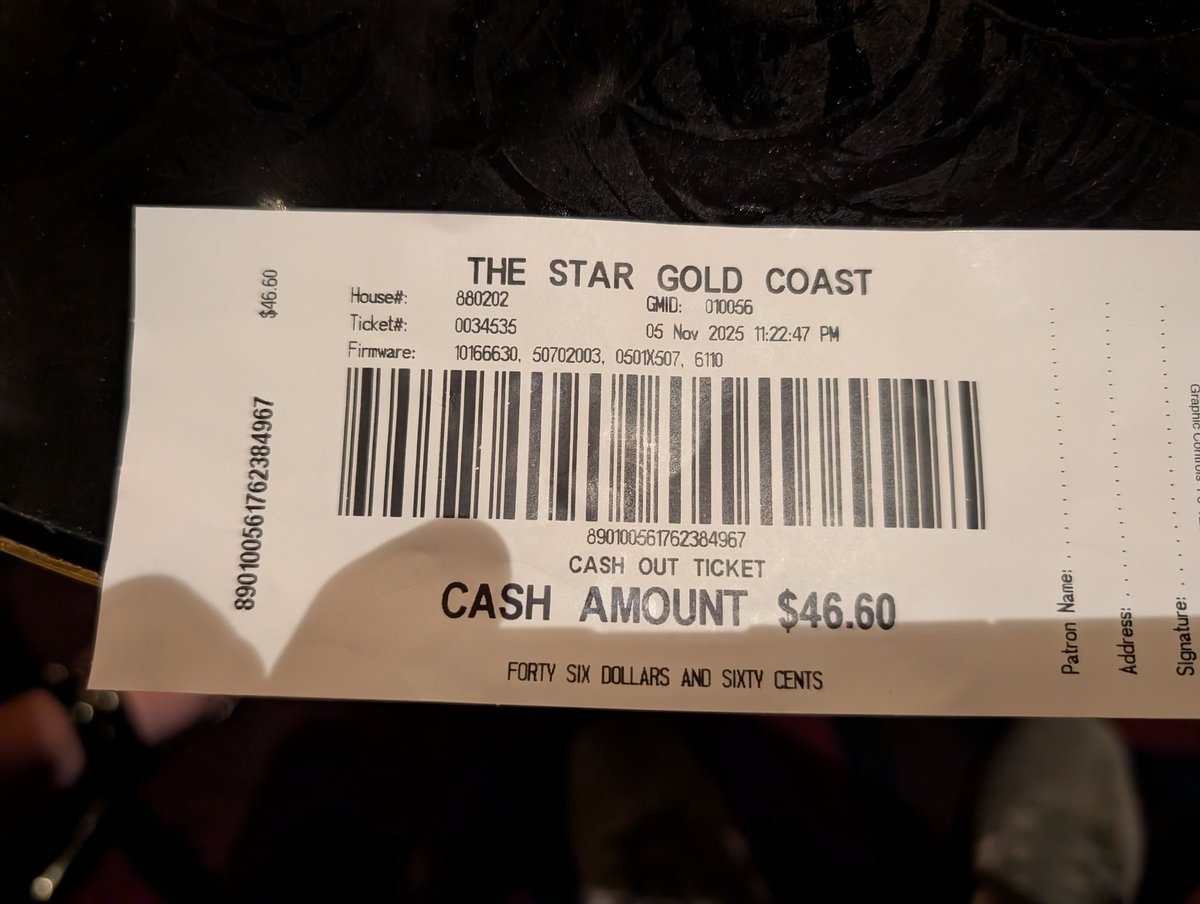 THE STAR GOLD COAST
House#: 880202 GMID: 010056
Ticket#: 0034535 05 Nov 2025 11:22:47 PM
Firmware: 10166630, 50702003, 0501X507, 6110
890100561762384967
CASH OUT TICKET
CASH AMOUNT $46.60
FORTY SIX DOLLARS AND SIXTY CENTS
$46.60
890100561762384967
Patron Name:
Address:
Signature:
Graphic Controls